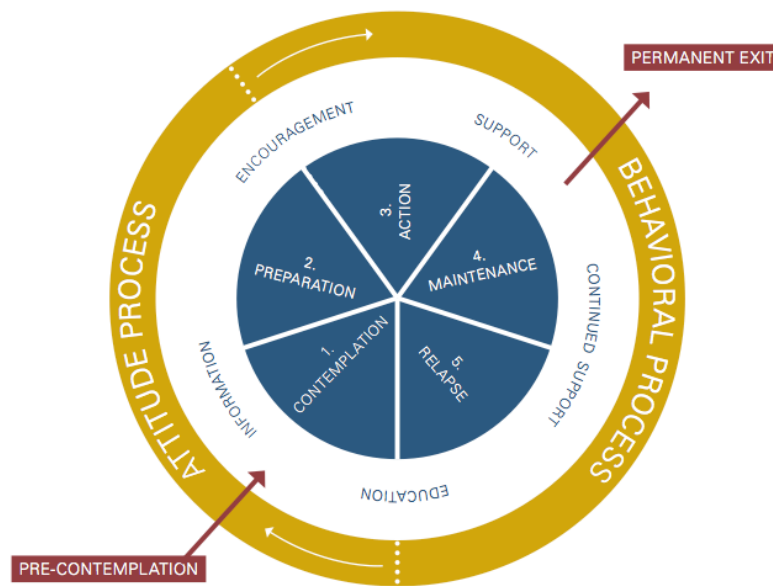 PERMANENT EXIT
ENCOURAGEMENT
SUPPORT
ATTITUDE PROCESS
BEHAVIORAL PROCESS
3.
ACTION
2.
PREPARATION
4.
MAINTENANCE
1.
CONTEMPLATION
5.
RELAPSE
INFORMATION
CONTINUED SUPPORT
EDUCATION
PRE-CONTEMPLATION